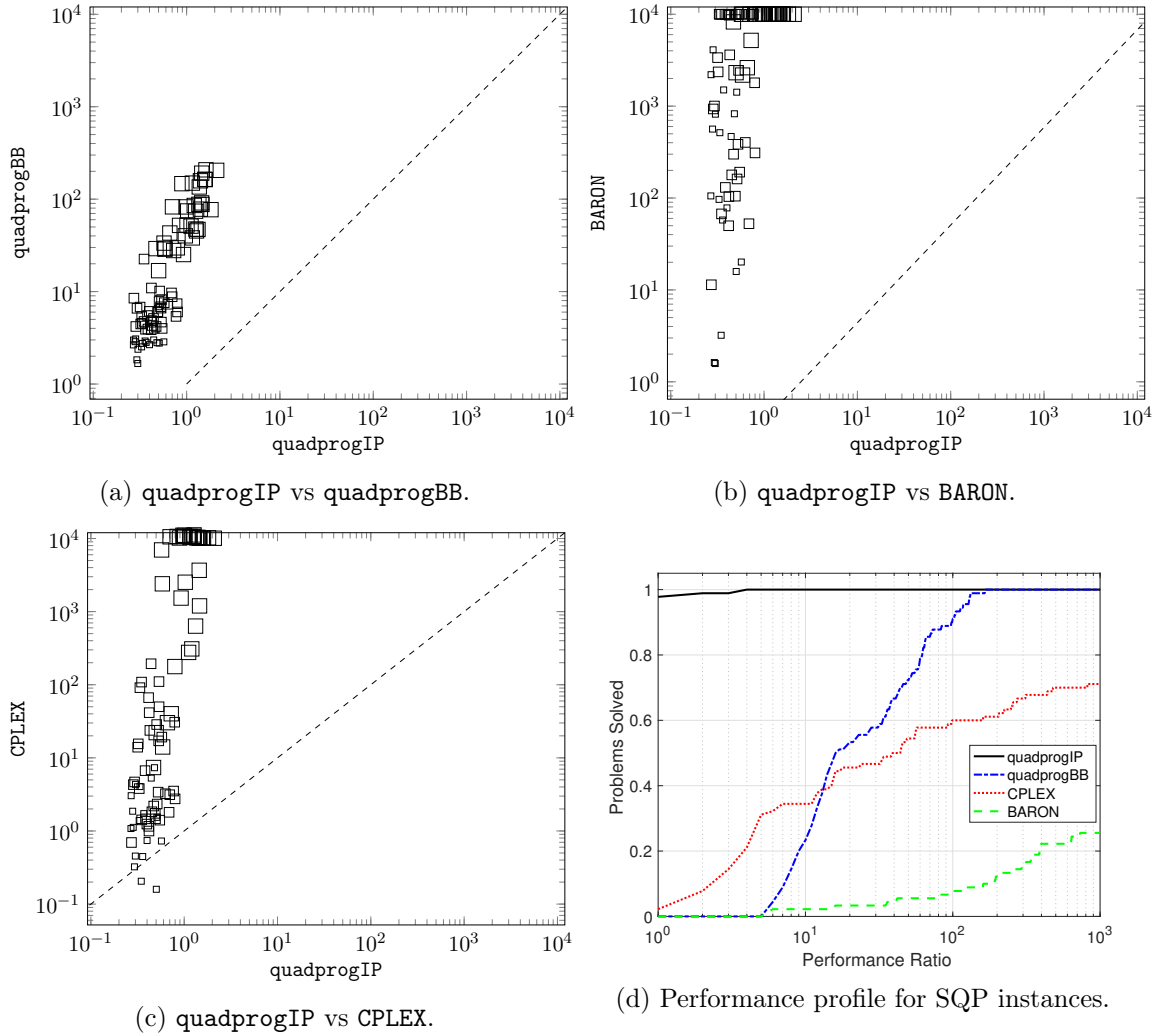 10^4
10^3
10^2
10^1
10^0
quadprogBB
10^-1 10^0 10^1 10^2 10^3 10^4
quadprogIP
(a) quadprogIP vs quadprogBB.
10^4
10^3
10^2
10^1
10^0
BARON
10^-1 10^0 10^1 10^2 10^3 10^4
quadprogIP
(b) quadprogIP vs BARON.
10^4
10^3
10^2
10^1
10^0
10^-1
CPLEX
10^-1 10^0 10^1 10^2 10^3 10^4
quadprogIP
(c) quadprogIP vs CPLEX.
1
0.8
0.6
0.4
0.2
0
Problems Solved
quadprogIP
quadprogBB
CPLEX
BARON
10^0 10^1 10^2 10^3
Performance Ratio
(d) Performance profile for SQP instances.